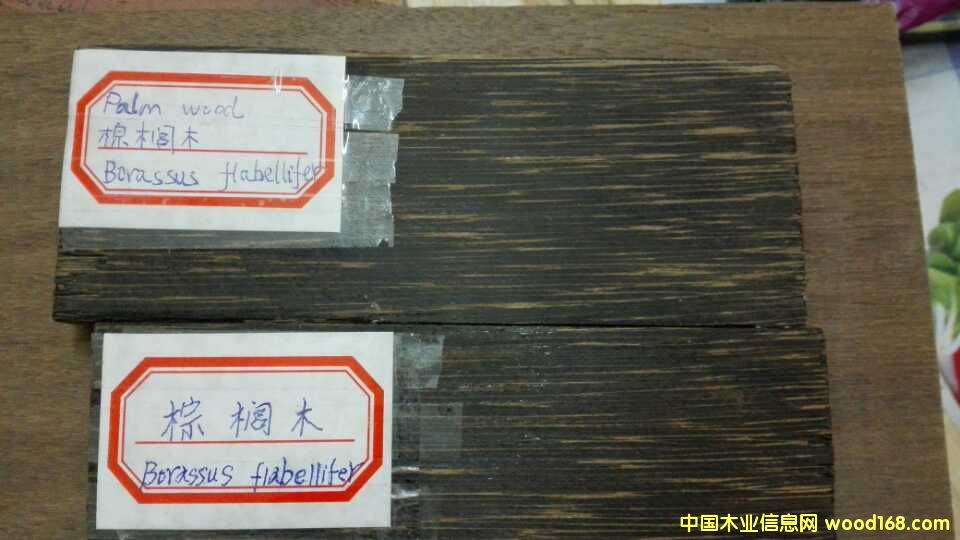 Palm wood
棕榈木
Borassus flabellifer
棕榈木
Borassus flabellifer
中国木业信息网 wood168.com